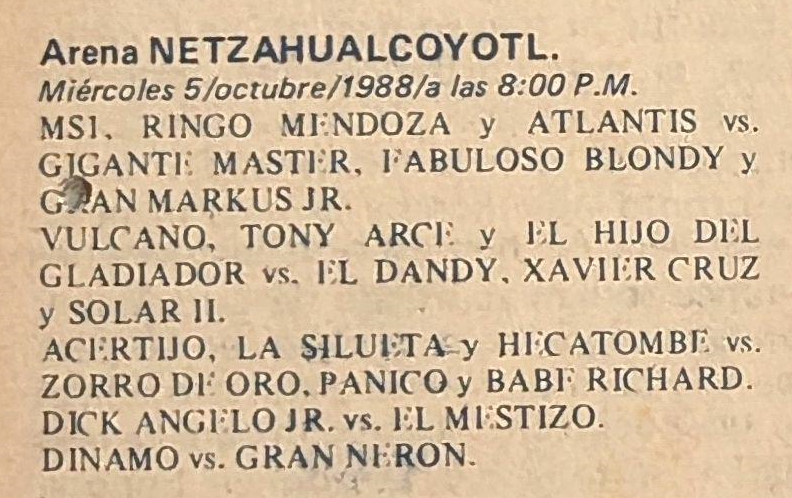 Arena NETZAHUALCOYOTL.
Miércoles 5/octubre/1988/a las 8:00 P.M.
MS1, RINGO MENDOZA y ATLANTIS vs.
GIGANTE MASTER, FABULOSO BLONDY y
GRAN MARKUS JR.
VULCANO, TONY ARCE y EL HIJO DEL
GLADIADOR vs. EL DANDY, XAVIER CRUZ
y SOLAR II.
ACERTIJO, LA SILUETA y HECATOMBE vs.
ZORRO DE ORO, PANICO y BABE RICHARD.
DICK ANGELO JR. vs. EL MESTIZO.
DINAMO vs. GRAN NERON.